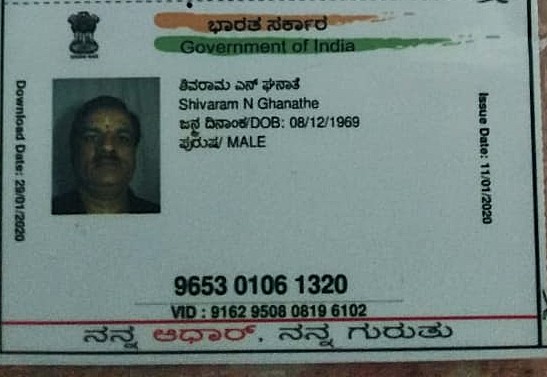 ಭಾರತ ಸರ್ಕಾರ
Government of India
ಶಿವರಾಮ ಎನ್ ಘನಾತೆ
Shivaram N Ghanathe
ಜನ್ಮ ದಿನಾಂಕ/DOB: 08/12/1969
ಪುರುಷ/ MALE
Download Date: 29/01/2020
Issue Date: 11/01/2020
9653 0106 1320
VID : 9162 9508 0819 6102
ನನ್ನ ಆಧಾರ್, ನನ್ನ ಗುರುತು